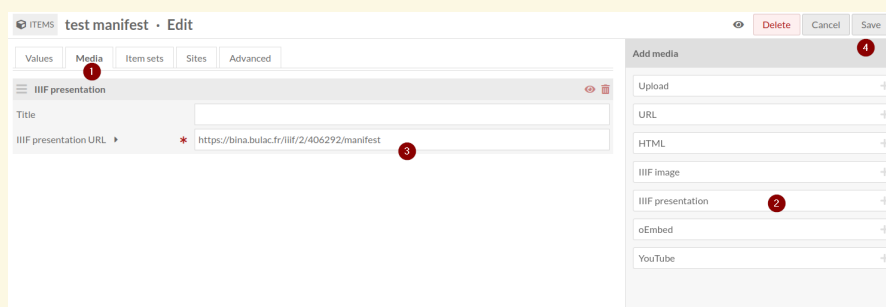 ITEMS test manifest · Edit
Delete Cancel Save
4
Values Media Item sets Sites Advanced
1
IIIF presentation
Title
IIIF presentation URL * https://bina.bulac.fr/iiif/2/406292/manifest
3
Add media
Upload
URL
HTML
IIIF image
IIIF presentation
2
oEmbed
YouTube